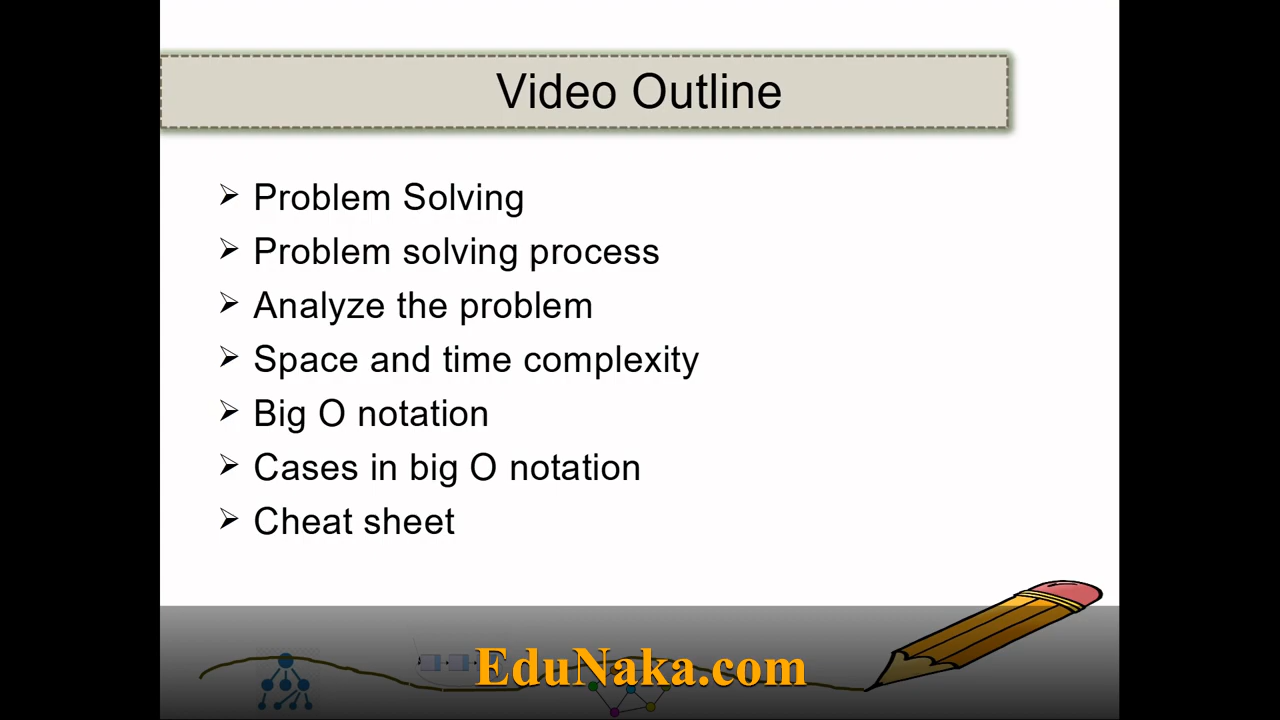 Video Outline
Problem Solving
Problem solving process
Analyze the problem
Space and time complexity
Big O notation
Cases in big O notation
Cheat sheet
EduNaka.com